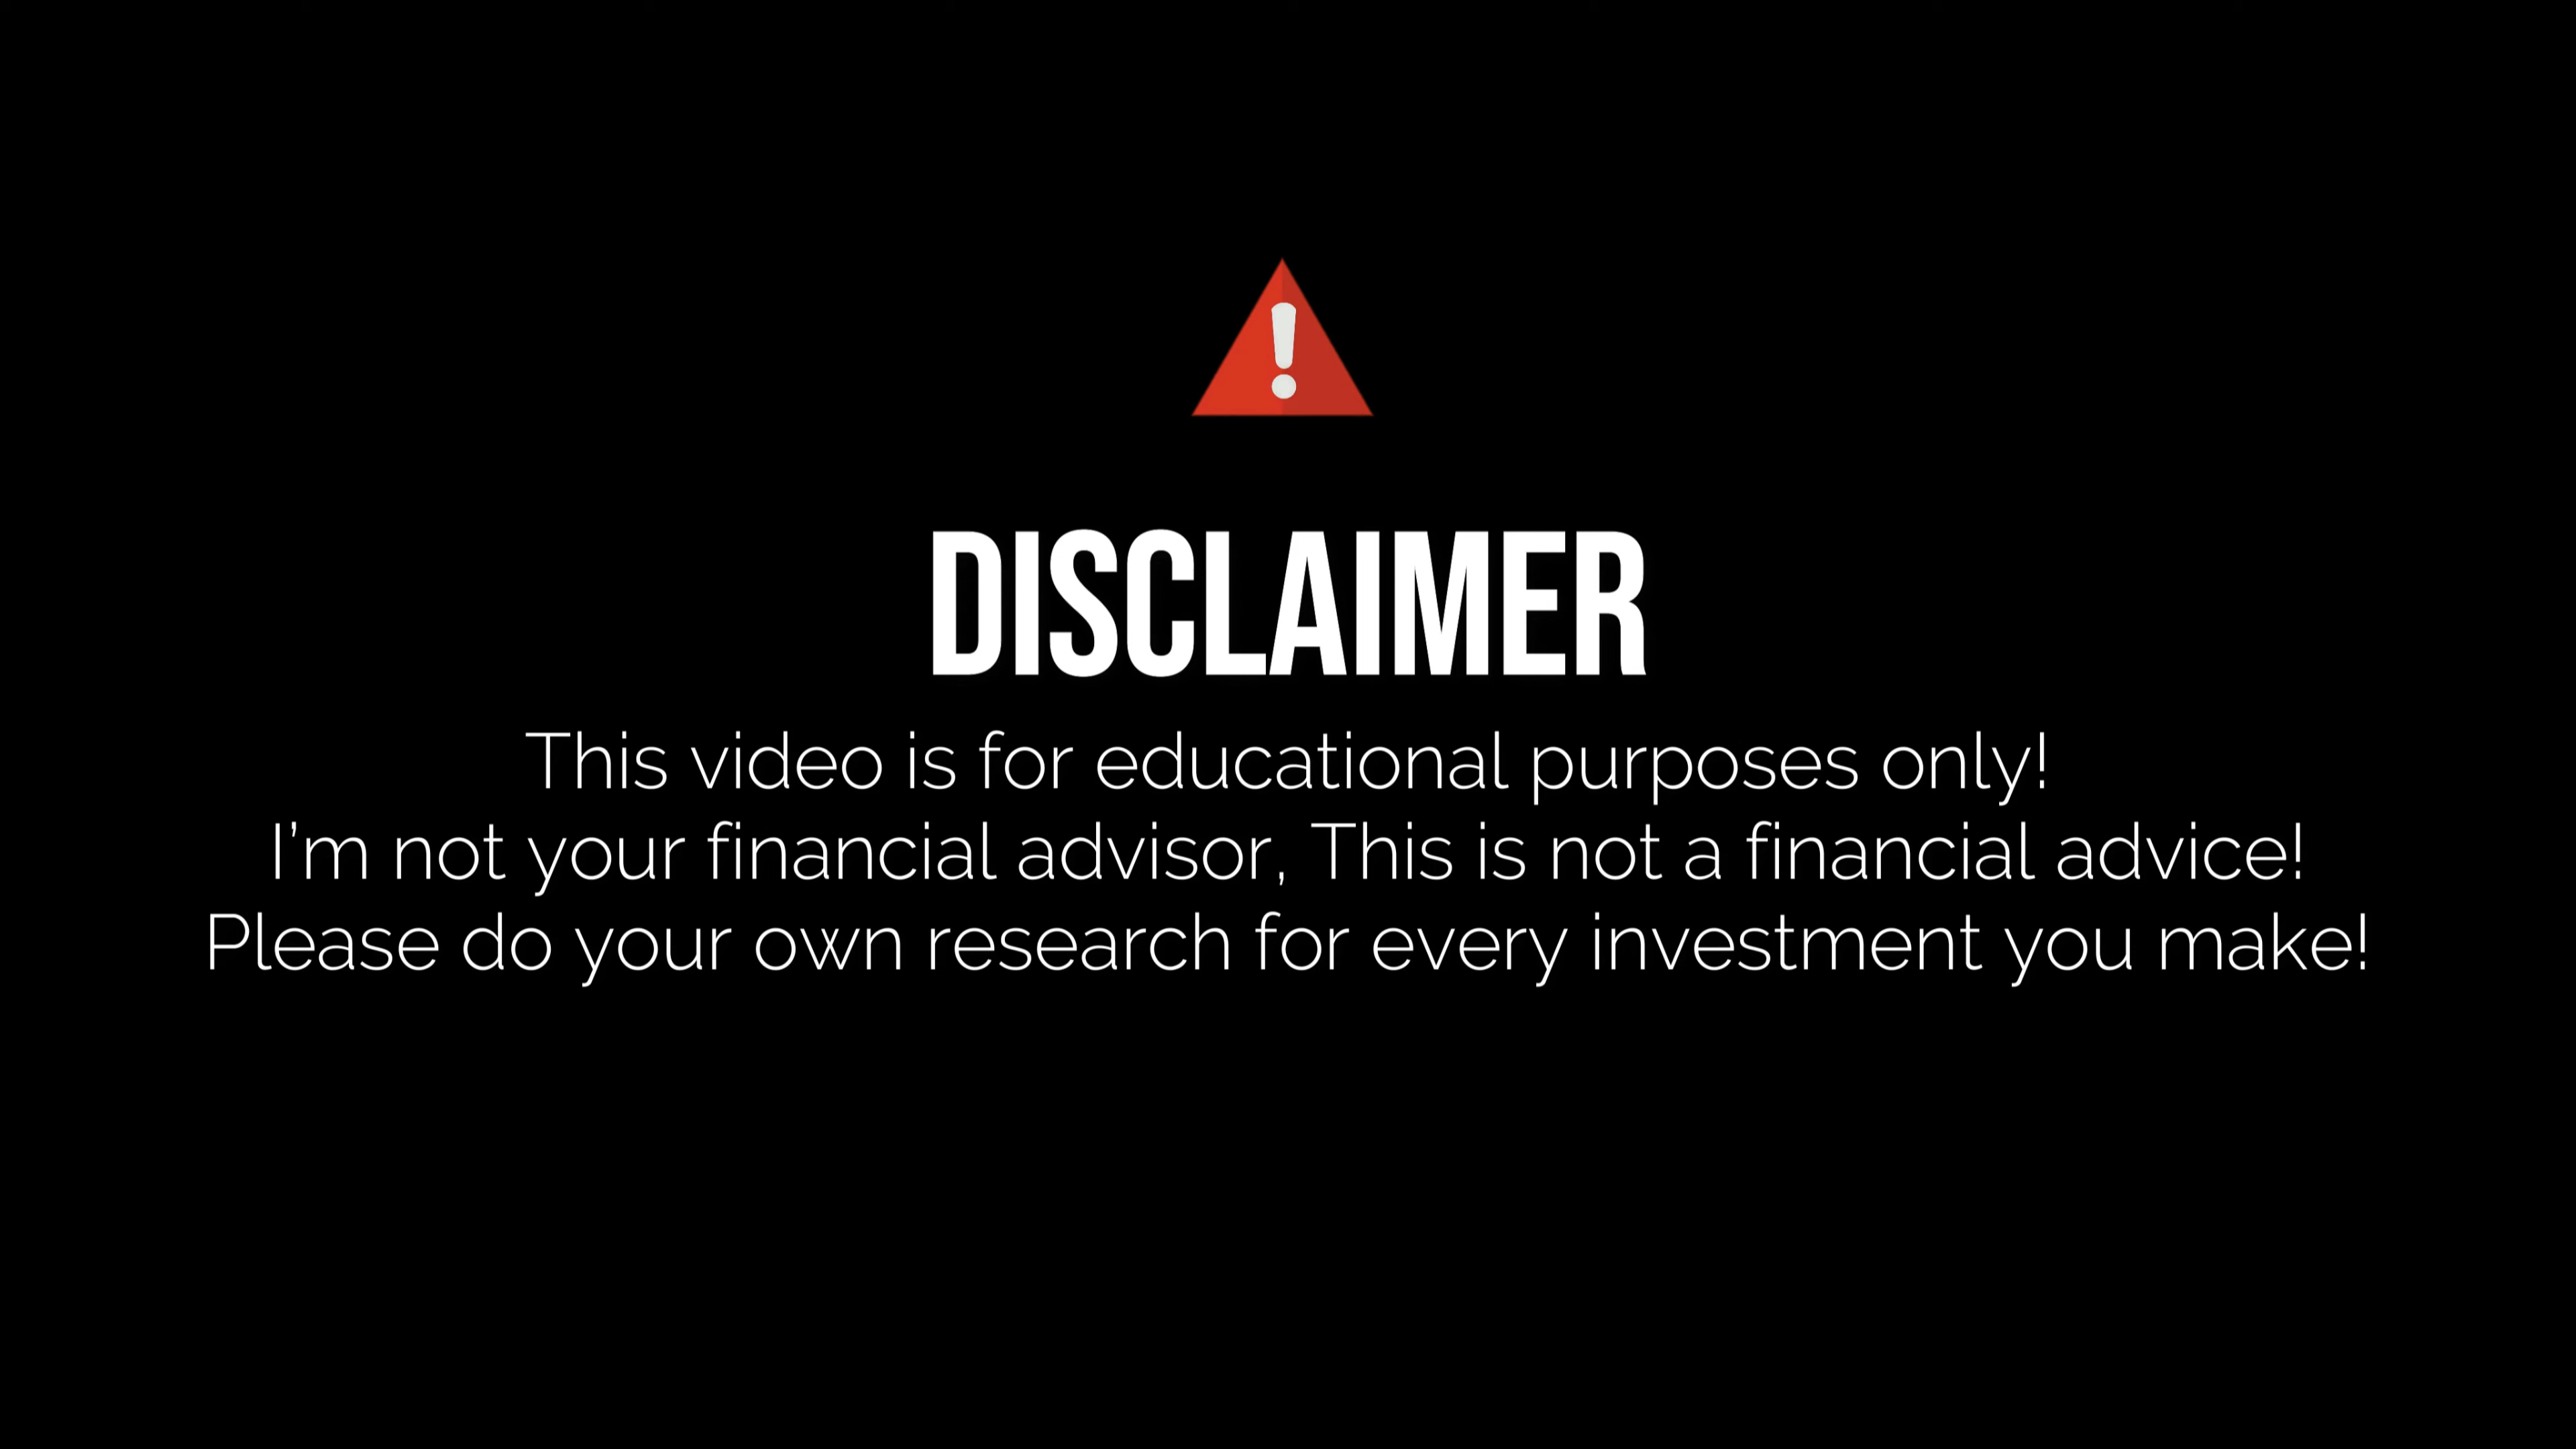 DISCLAIMER
This video is for educational purposes only!
I'm not your financial advisor, This is not a financial advice!
Please do your own research for every investment you make!